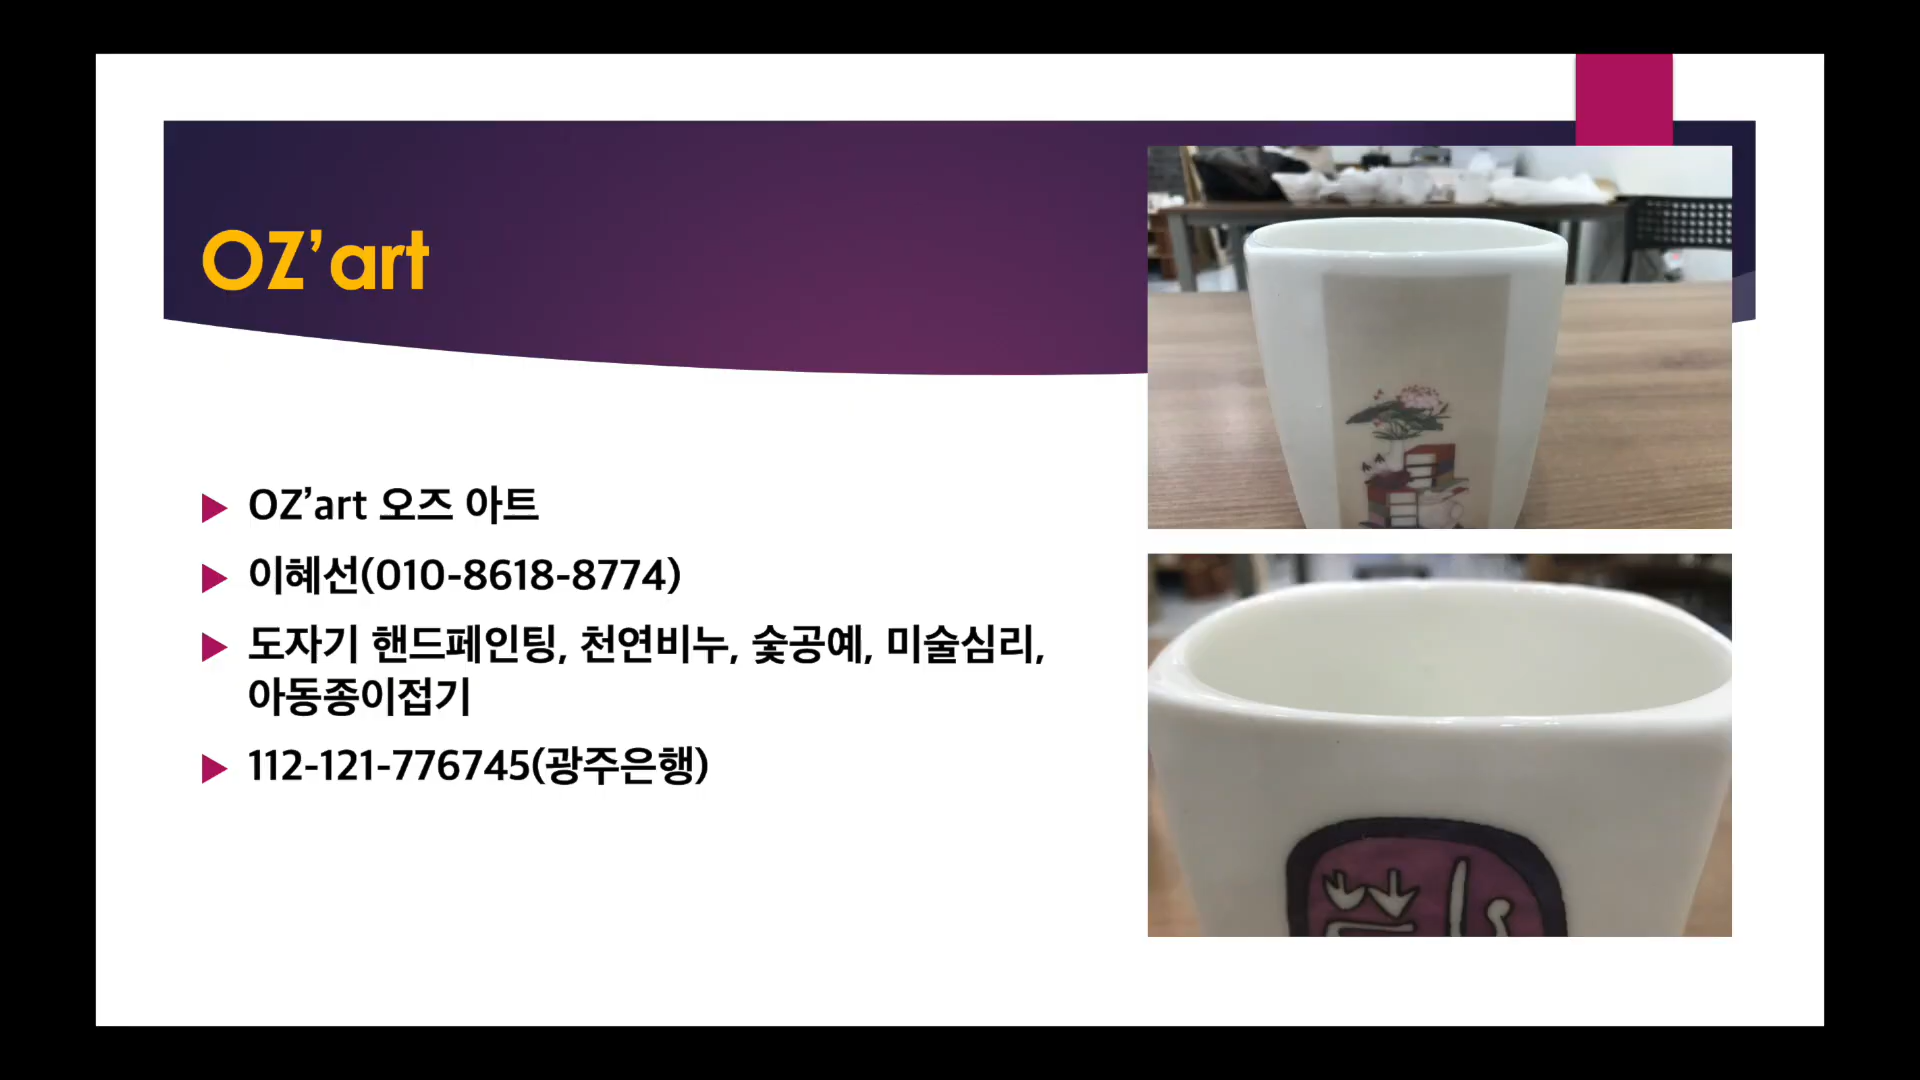 OZ’art
OZ’art 오즈 아트
이혜선(010-8618-8774)
도자기 핸드페인팅, 천연비누, 숯공예, 미술심리,
아동종이접기
112-121-776745(광주은행)